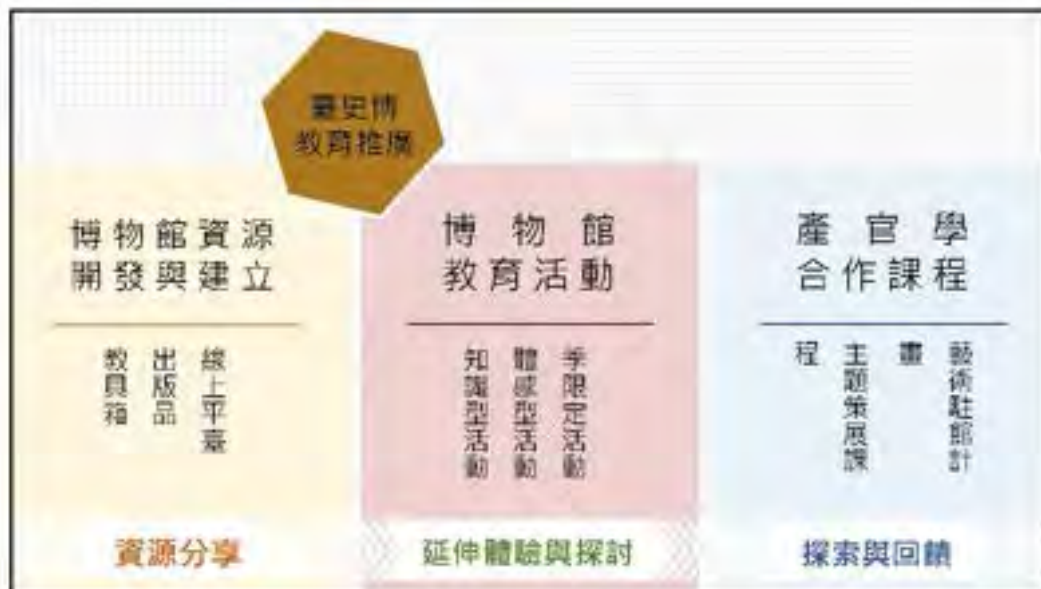 臺史博
教育推廣
博物館資源
開發與建立
線上平臺
出版品
教具箱
資源分享
博物館
教育活動
季限定活動
體感型活動
知識型活動
延伸體驗與探討
產官學
合作課程
藝術駐館計
畫
主題策展課
程
探索與回饋